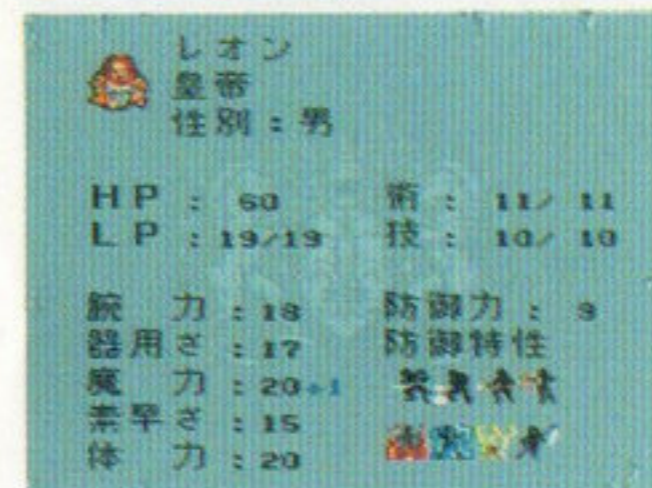 レオン
皇帝
性別：男
HP： 60
術： 11/ 11
LP：19/19
技： 10/ 10
腕 力：18
防御力： 9
器用さ：17
防御特性
魔 力：20+1
素早さ：15
体 力：20